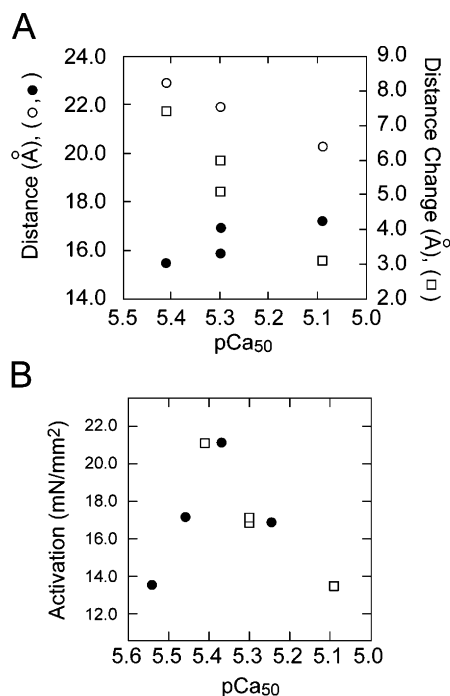 A
Distance (Å), (○,●)
24.0
22.0
20.0
18.0
16.0
14.0
9.0
8.0
7.0
6.0
5.0
4.0
3.0
2.0
Distance Change (Å), (□)
5.5 5.4 5.3 5.2 5.1 5.0
pCa50
B
Activation (mN/mm²)
22.0
20.0
18.0
16.0
14.0
12.0
5.6 5.5 5.4 5.3 5.2 5.1 5.0
pCa50